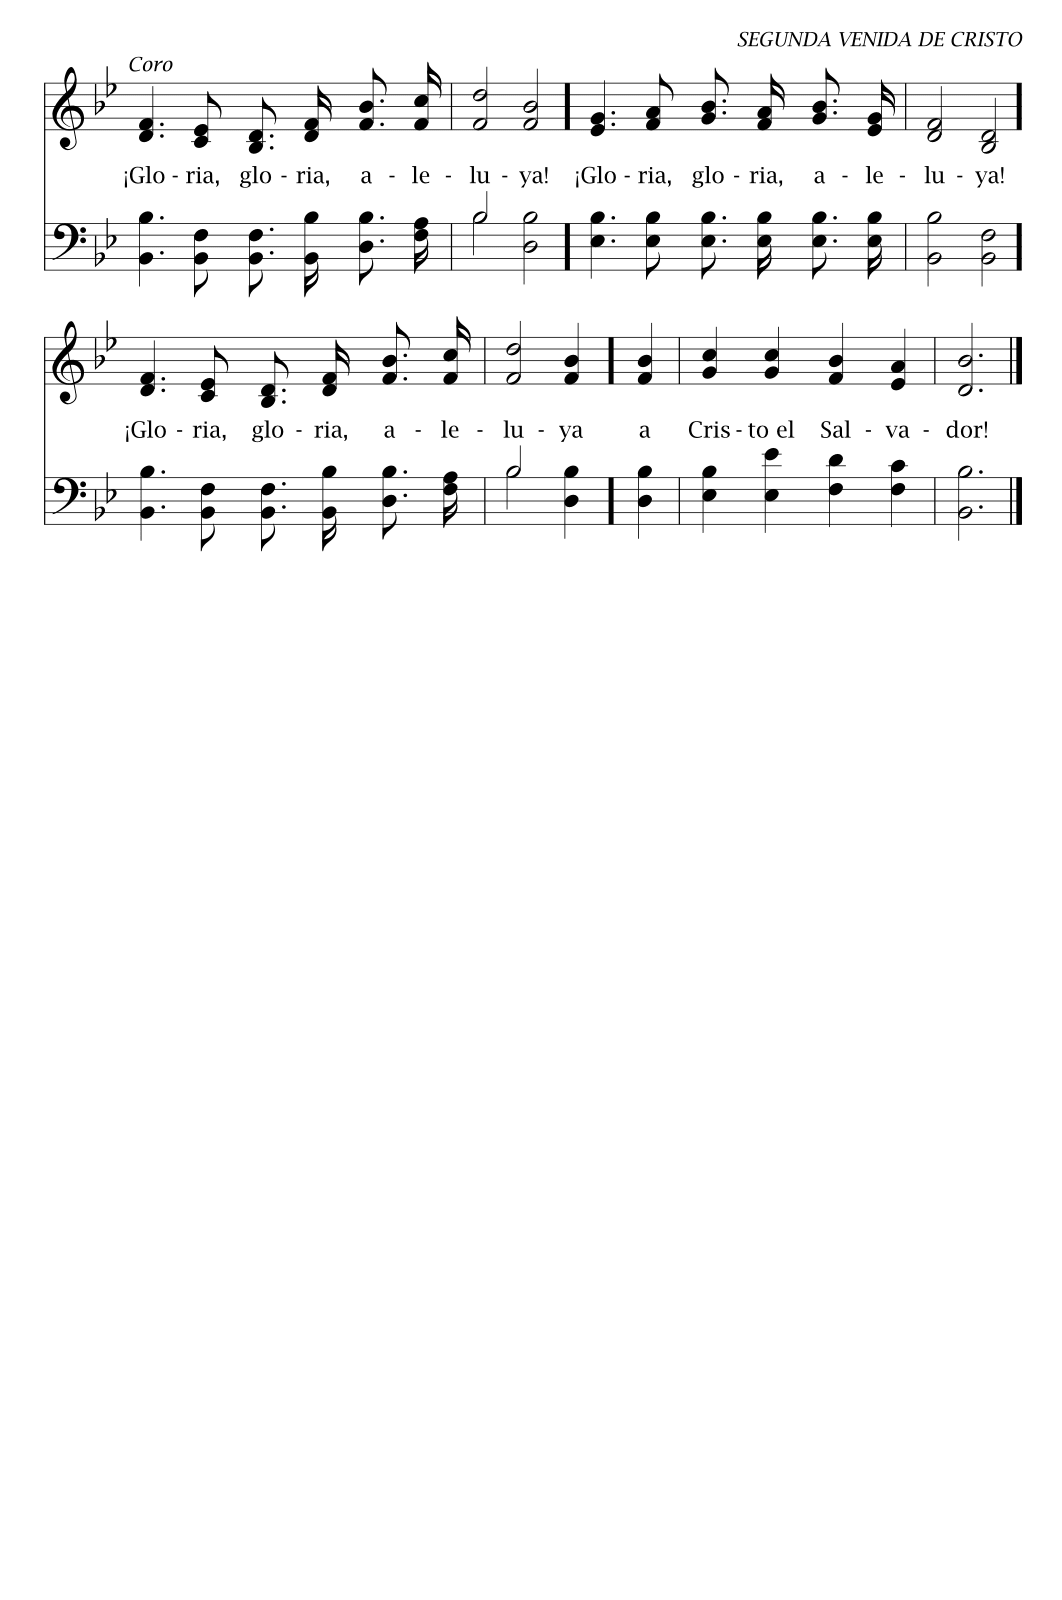 SEGUNDA VENIDA DE CRISTO
Coro
¡Glo - ria, glo - ria, a - le - lu - ya! ¡Glo - ria, glo - ria, a - le - lu - ya!
¡Glo - ria, glo - ria, a - le - lu - ya a Cris - to el Sal - va - dor!